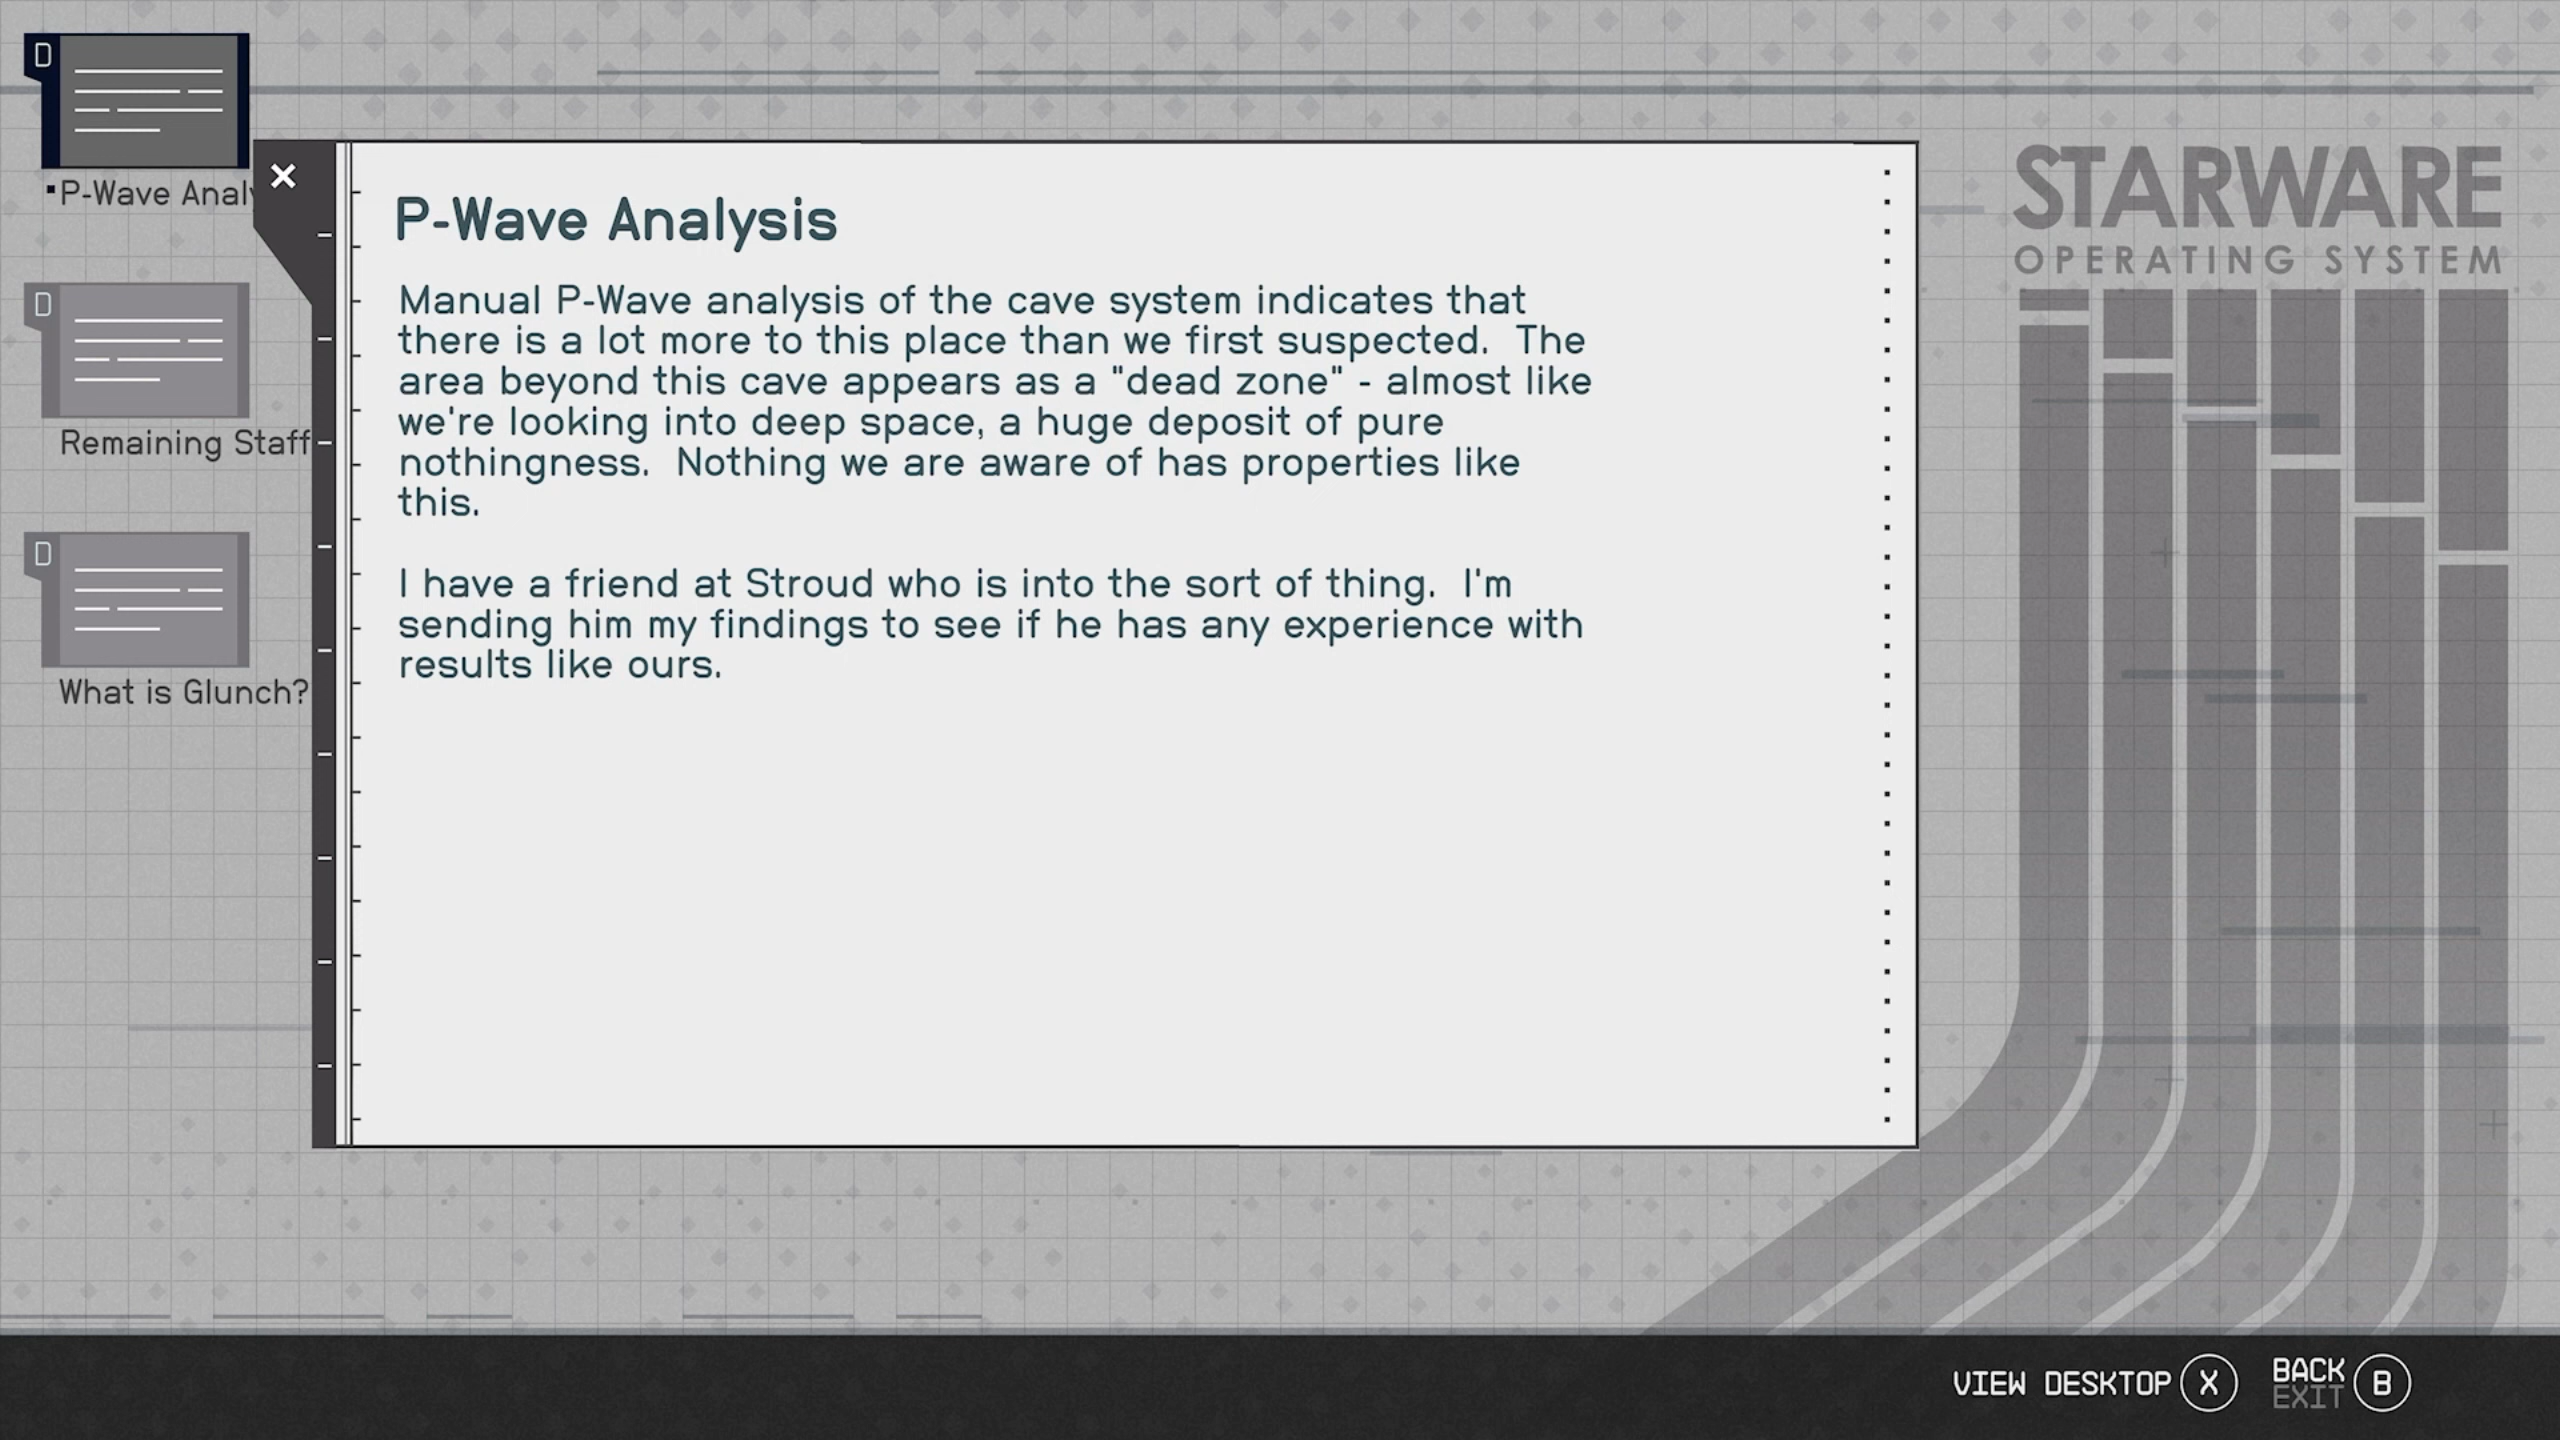 D
P-Wave Anal
D
Remaining Staff
D
What is Glunch?
P-Wave Analysis
Manual P-Wave analysis of the cave system indicates that
there is a lot more to this place than we first suspected.  The
area beyond this cave appears as a "dead zone" - almost like
we're looking into deep space, a huge deposit of pure
nothingness.  Nothing we are aware of has properties like
this.
I have a friend at Stroud who is into the sort of thing.  I'm
sending him my findings to see if he has any experience with
results like ours.
STARWARE
OPERATING SYSTEM
VIEW DESKTOP X
BACK B
EXIT